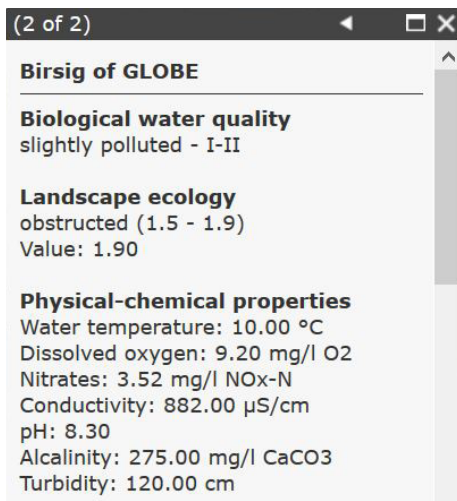 (2 of 2)
Birsig of GLOBE
Biological water quality
slightly polluted - I-II
Landscape ecology
obstructed (1.5 - 1.9)
Value: 1.90
Physical-chemical properties
Water temperature: 10.00 °C
Dissolved oxygen: 9.20 mg/l O2
Nitrates: 3.52 mg/l NOx-N
Conductivity: 882.00 µS/cm
pH: 8.30
Alcalinity: 275.00 mg/l CaCO3
Turbidity: 120.00 cm